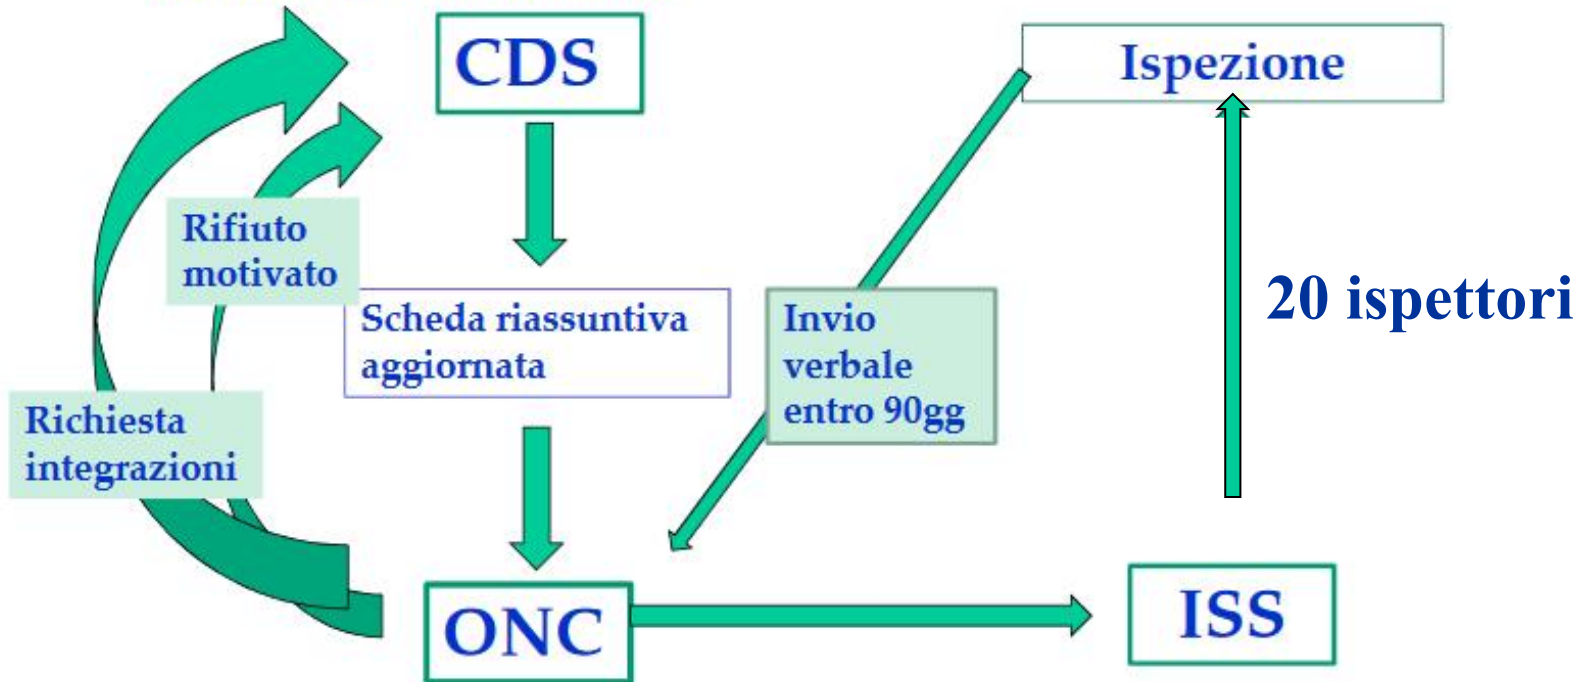 CDS
Ispezione
Rifiuto
motivato
Scheda riassuntiva
aggiornata
Invio
verbale
entro 90gg
20 ispettori
Richiesta
integrazioni
ONC
ISS